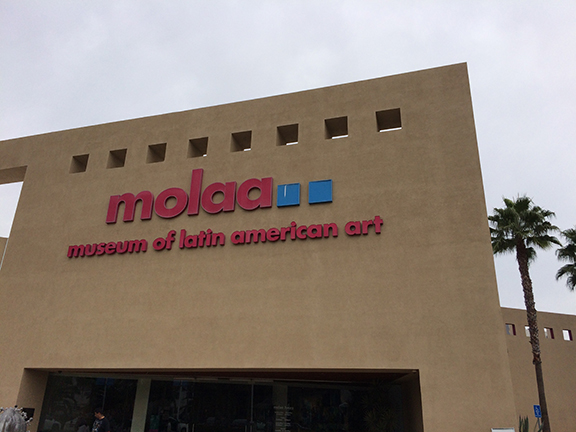 molaa
museum of latin american art